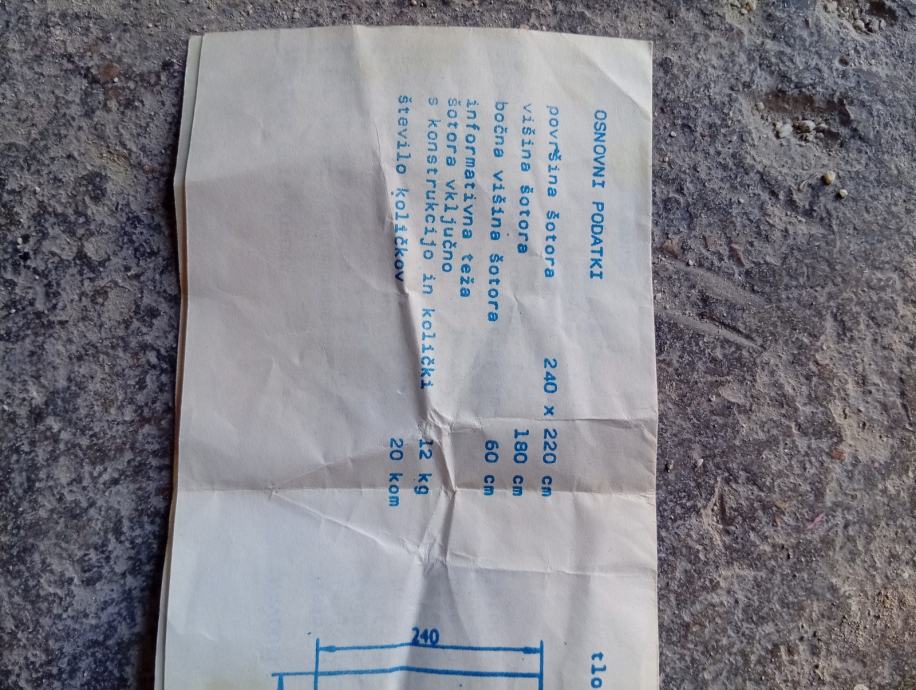 OSNOVNI PODATKI
površina šotora 240 x 220 cm
višina šotora 180 cm
bočna višina šotora 60 cm
informativna teža
šotora vključno
s konstrukcijo in količki 12 kg
število količkov 20 kom
tlo
240